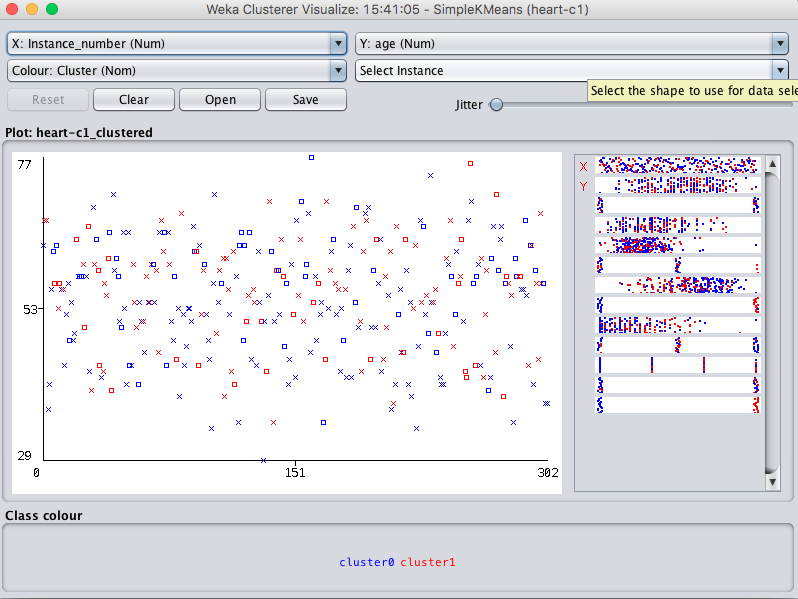 Weka Clusterer Visualize: 15:41:05 - SimpleKMeans (heart-c1)
X: Instance_number (Num) Y: age (Num)
Colour: Cluster (Nom) Select Instance
Reset Clear Open Save Jitter Select the shape to use for data sele
Plot: heart-c1_clustered
77
53
29
0 151 302
X
Y
Class colour
cluster0 cluster1